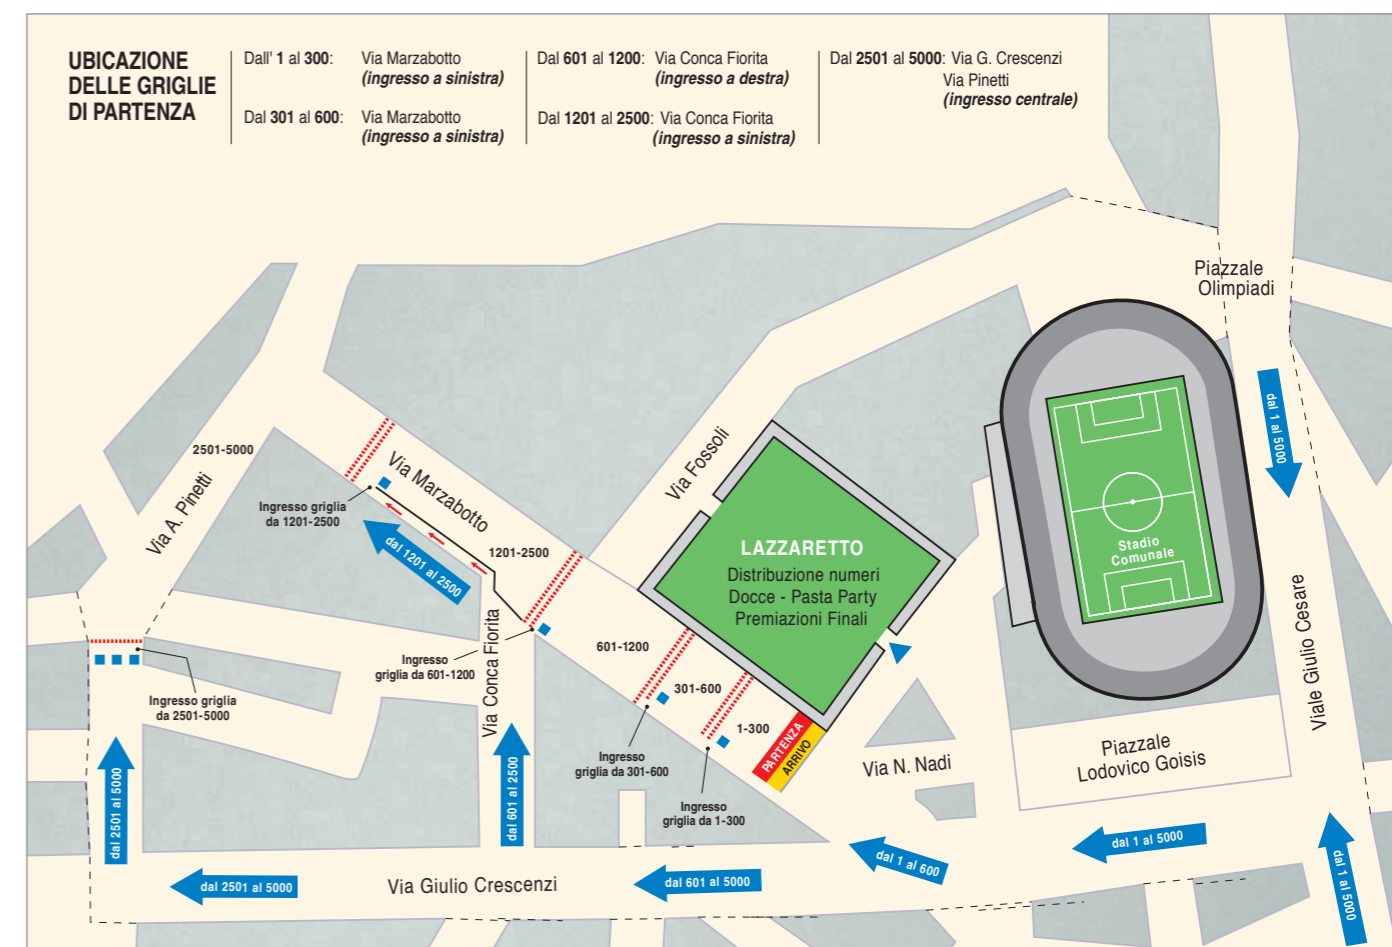 UBICAZIONE
DELLE GRIGLIE
DI PARTENZA
Dall' 1 al 300: Via Marzabotto
(ingresso a sinistra)
Dal 301 al 600: Via Marzabotto
(ingresso a sinistra)
Dal 601 al 1200: Via Conca Fiorita
(ingresso a destra)
Dal 1201 al 2500: Via Conca Fiorita
(ingresso a sinistra)
Dal 2501 al 5000: Via G. Crescenzi
Via Pinetti
(ingresso centrale)
Piazzale
Olimpiadi
dal 1 al 5000
2501-5000
Via A. Pinetti
Via Marzabotto
Via Fossoli
Ingresso griglia
da 1201-2500
dal 1201 al 2500
1201-2500
LAZZARETTO
Distribuzione numeri
Docce - Pasta Party
Premiazioni Finali
Stadio
Comunale
Viale Giulio Cesare
Via Conca Fiorita
Ingresso
griglia da 601-1200
601-1200
301-600
1-300
Ingresso griglia
da 2501-5000
PARTENZA
ARRIVO
Ingresso
griglia da 301-600
Ingresso
griglia da 1-300
Via N. Nadi
Piazzale
Lodovico Goisis
dal 2501 al 5000
dal 601 al 2500
dal 1 al 600
dal 1 al 5000
dal 1 al 5000
dal 2501 al 5000
Via Giulio Crescenzi
dal 601 al 5000